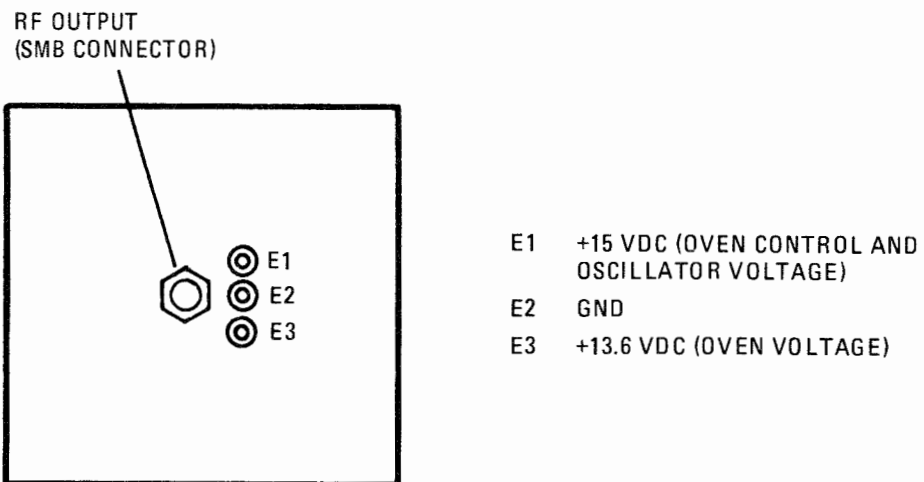 RF OUTPUT
(SMB CONNECTOR)
E1
E2
E3
E1 +15 VDC (OVEN CONTROL AND
OSCILLATOR VOLTAGE)
E2 GND
E3 +13.6 VDC (OVEN VOLTAGE)